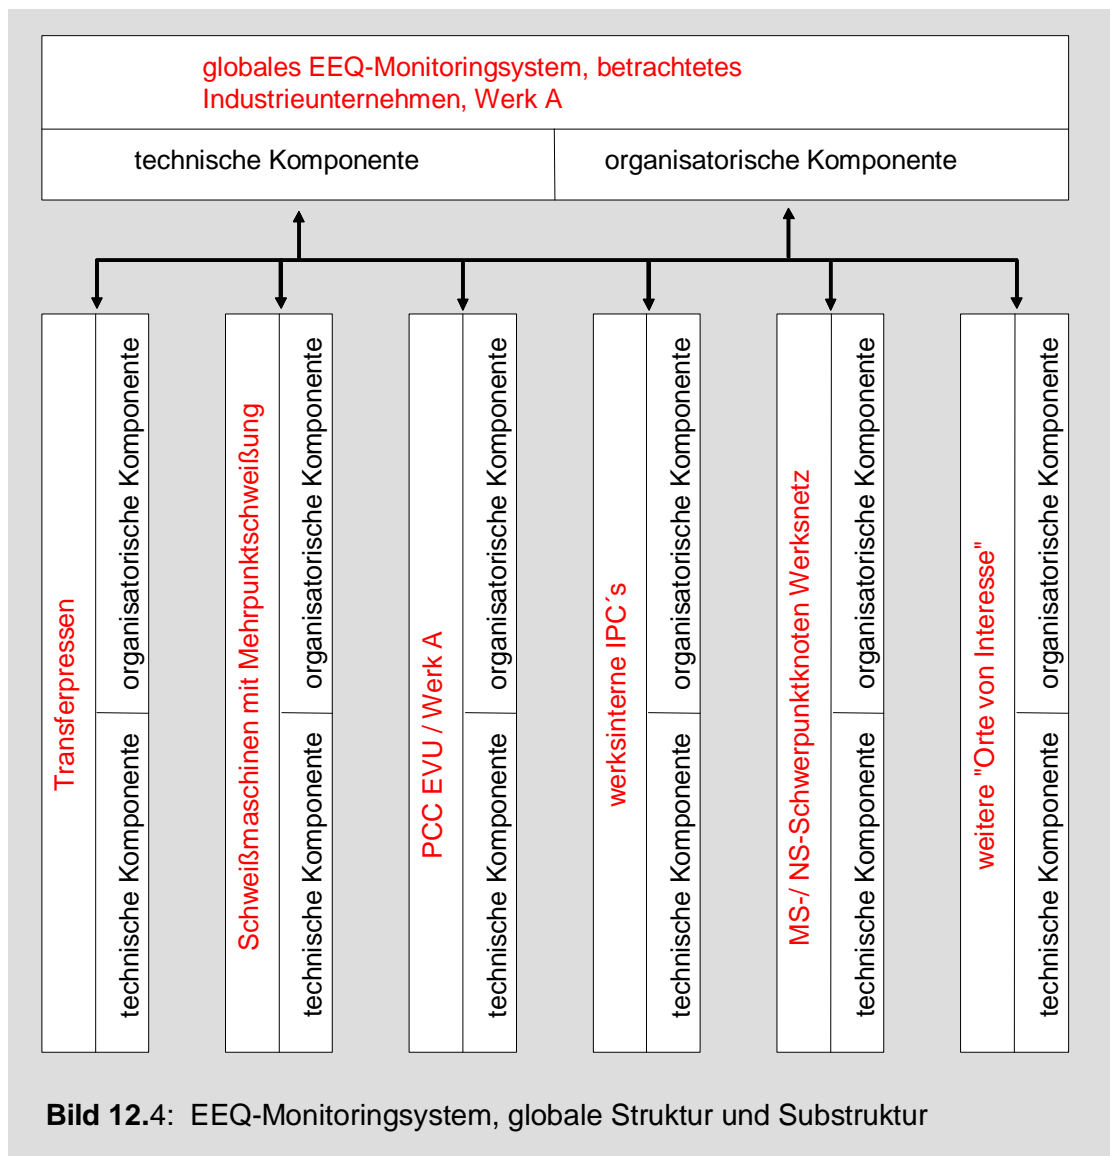 globales EEQ-Monitoringsystem, betrachtetes
Industrieunternehmen, Werk A
technische Komponente
organisatorische Komponente
Transferpressen
organisatorische Komponente
technische Komponente
Schweißmaschinen mit Mehrpunktschweißung
organisatorische Komponente
technische Komponente
PCC EVU / Werk A
organisatorische Komponente
technische Komponente
werksinterne IPC´s
organisatorische Komponente
technische Komponente
MS-/ NS-Schwerpunktknoten Werksnetz
organisatorische Komponente
technische Komponente
weitere "Orte von Interesse"
organisatorische Komponente
technische Komponente
Bild 12.4: EEQ-Monitoringsystem, globale Struktur und Substruktur